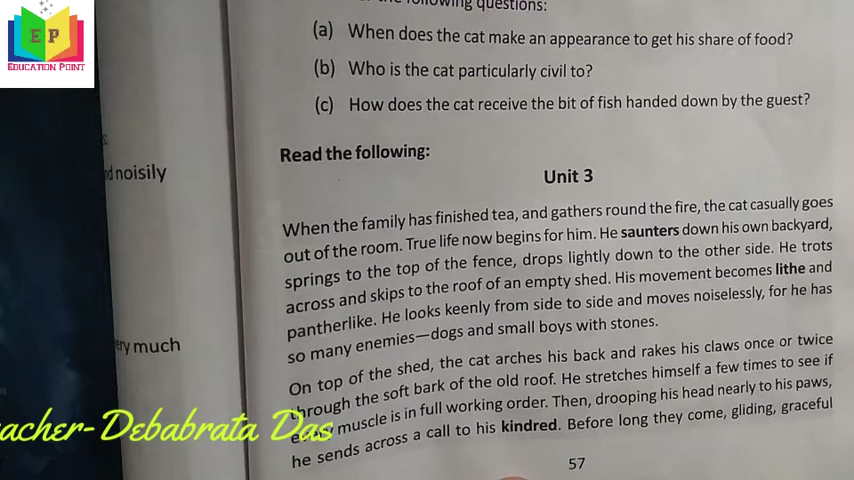 E P
EDUCATION POINT
following questions:
(a) When does the cat make an appearance to get his share of food?
(b) Who is the cat particularly civil to?
(c) How does the cat receive the bit of fish handed down by the guest?
noisily
Read the following:
Unit 3
When the family has finished tea, and gathers round the fire, the cat casually goes
out of the room. True life now begins for him. He saunters down his own backyard,
springs to the top of the fence, drops lightly down to the other side. He trots
across and skips to the roof of an empty shed. His movement becomes lithe and
pantherlike. He looks keenly from side to side and moves noiselessly, for he has
so many enemies—dogs and small boys with stones.
much
On top of the shed, the cat arches his back and rakes his claws once or twice
through the soft bark of the old roof. He stretches himself a few times to see if
muscle is in full working order. Then, drooping his head nearly to his paws,
he sends across a call to his kindred. Before long they come, gliding, graceful
acher-Debabrata Das
57